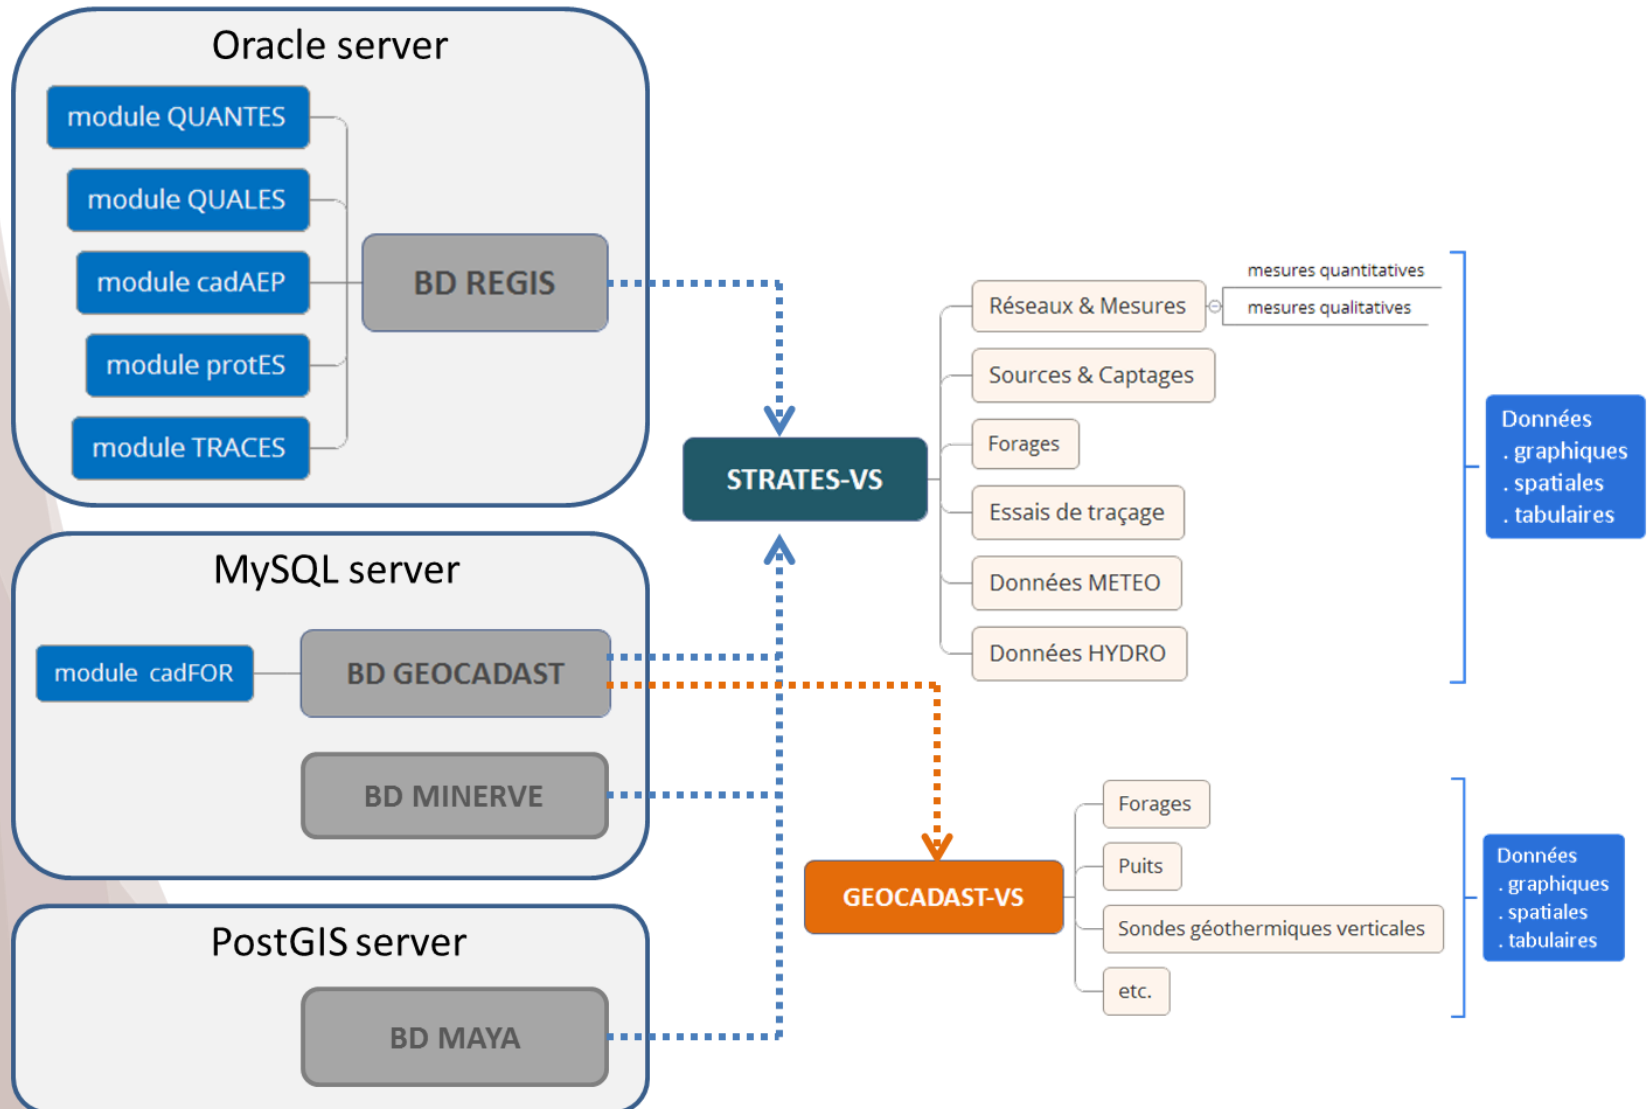 Oracle server
module QUANTES
module QUALES
module cadAEP
module protES
module TRACES
BD REGIS
MySQL server
module cadFOR
BD GEOCADAST
BD MINERVE
PostGIS server
BD MAYA
STRATES-VS
Réseaux & Mesures
mesures quantitatives
mesures qualitatives
Sources & Captages
Forages
Essais de traçage
Données METEO
Données HYDRO
Données
. graphiques
. spatiales
. tabulaires
GEOCADAST-VS
Forages
Puits
Sondes géothermiques verticales
etc.
Données
. graphiques
. spatiales
. tabulaires